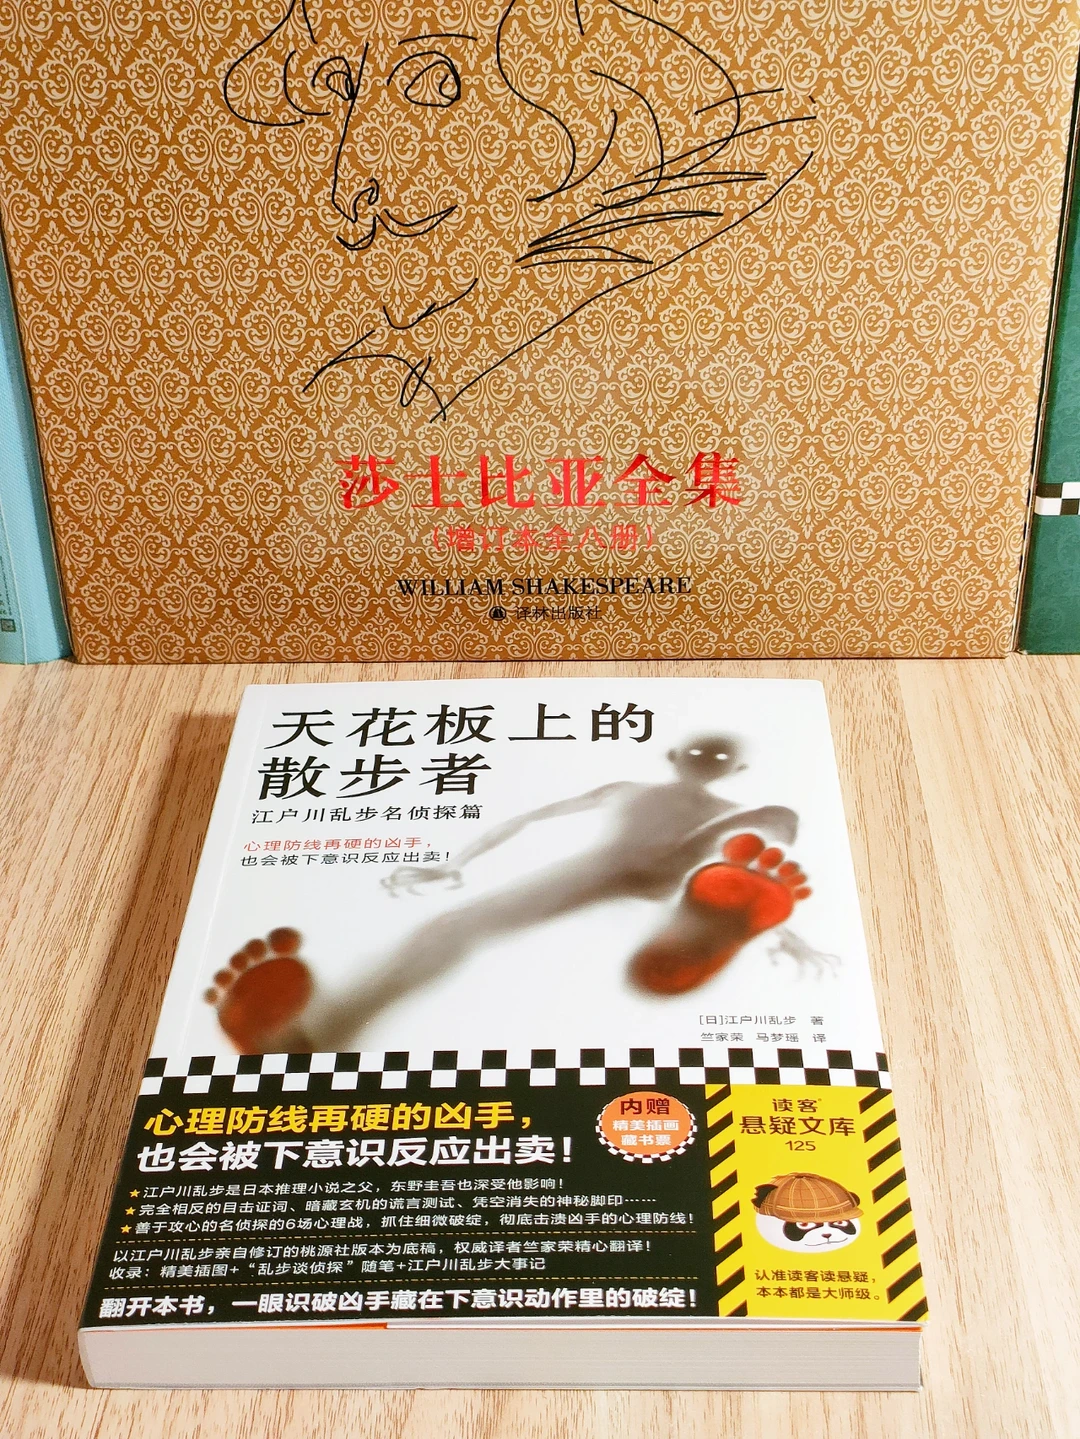 莎士比亚全集
（增订本全八册）
WILLIAM SHAKESPEARE
译林出版社
天花板上的
散步者
江户川乱步名侦探篇
心理防线再硬的凶手，
也会被下意识反应出卖！
[日]江户川乱步 著
竺家荣 马梦瑶 译
心理防线再硬的凶手，
也会被下意识反应出卖！
内赠
精美插画
藏书票
★江户川乱步是日本推理小说之父，东野圭吾也深受他影响！
★完全相反的目击证词、暗藏玄机的谎言测试、凭空消失的神秘脚印……
★善于攻心的名侦探的6场心理战，抓住细微破绽，彻底击溃凶手的心理防线！
以江户川乱步亲自修订的桃源社版本为底稿，权威译者竺家荣精心翻译！
收录：精美插图+“乱步谈侦探”随笔+江户川乱步大事记
翻开本书，一眼识破凶手藏在下意识动作里的破绽！
读客
悬疑文库
125
认准读客读悬疑，
本本都是大师级。